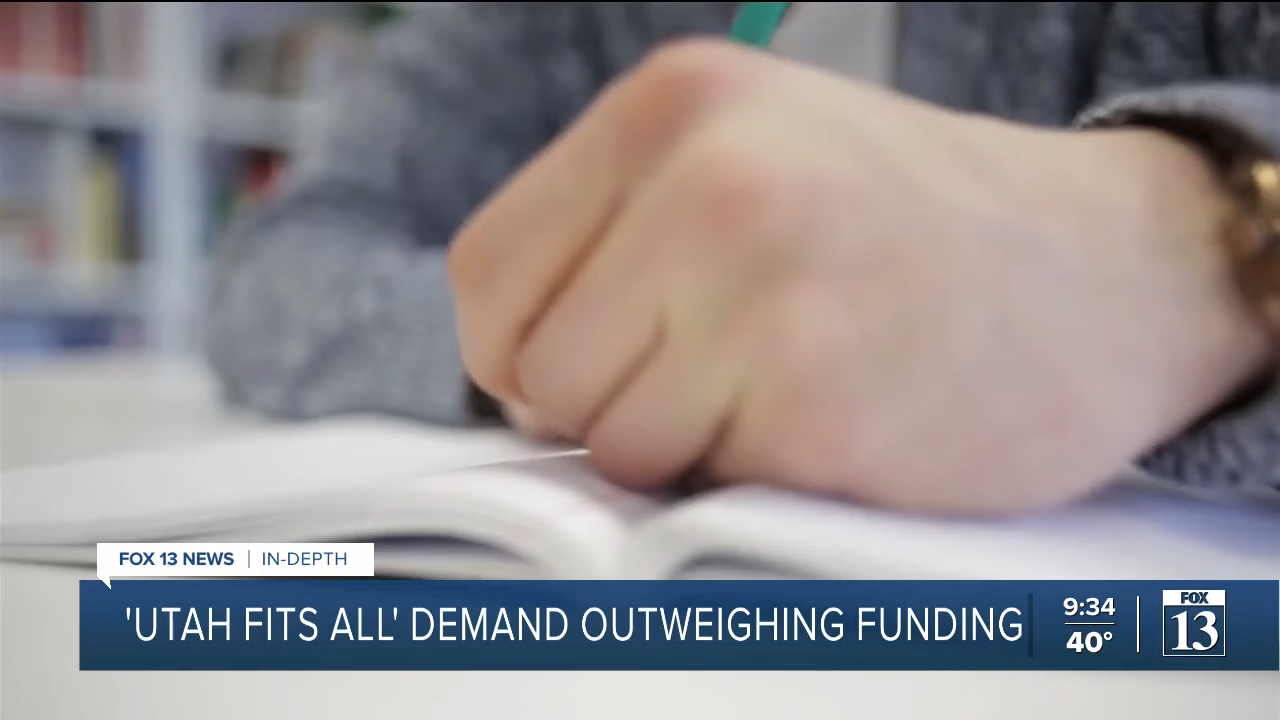 FOX 13 NEWS | IN-DEPTH
'UTAH FITS ALL' DEMAND OUTWEIGHING FUNDING
9:34
40°
FOX
13